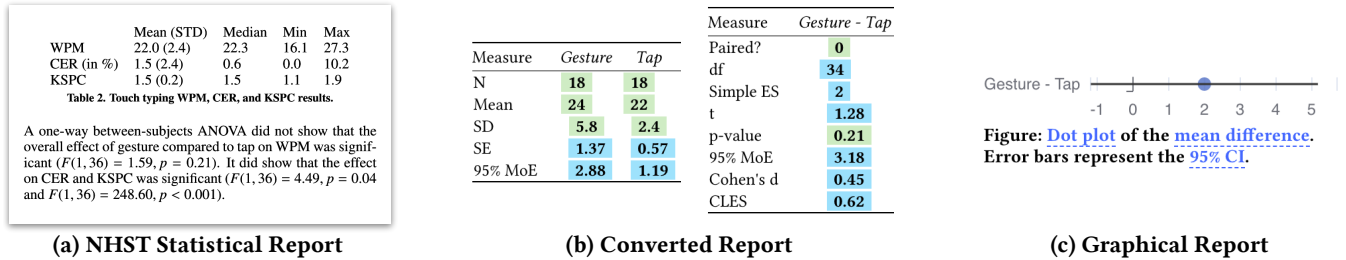 Mean (STD) Median Min Max
WPM 22.0 (2.4) 22.3 16.1 27.3
CER (in %) 1.5 (2.4) 0.6 0.0 10.2
KSPC 1.5 (0.2) 1.5 1.1 1.9
Table 2. Touch typing WPM, CER, and KSPC results.
A one-way between-subjects ANOVA did not show that the
overall effect of gesture compared to tap on WPM was signif-
icant (F(1, 36) = 1.59, p = 0.21). It did show that the effect
on CER and KSPC was significant (F(1, 36) = 4.49, p = 0.04
and F(1, 36) = 248.60, p < 0.001).
(a) NHST Statistical Report
Measure Gesture Tap
N 18 18
Mean 24 22
SD 5.8 2.4
SE 1.37 0.57
95% MoE 2.88 1.19
Measure Gesture - Tap
Paired? 0
df 34
Simple ES 2
t 1.28
p-value 0.21
95% MoE 3.18
Cohen's d 0.45
CLES 0.62
(b) Converted Report
Gesture - Tap
-1 0 1 2 3 4 5
Figure: Dot plot of the mean difference.
Error bars represent the 95% CI.
(c) Graphical Report